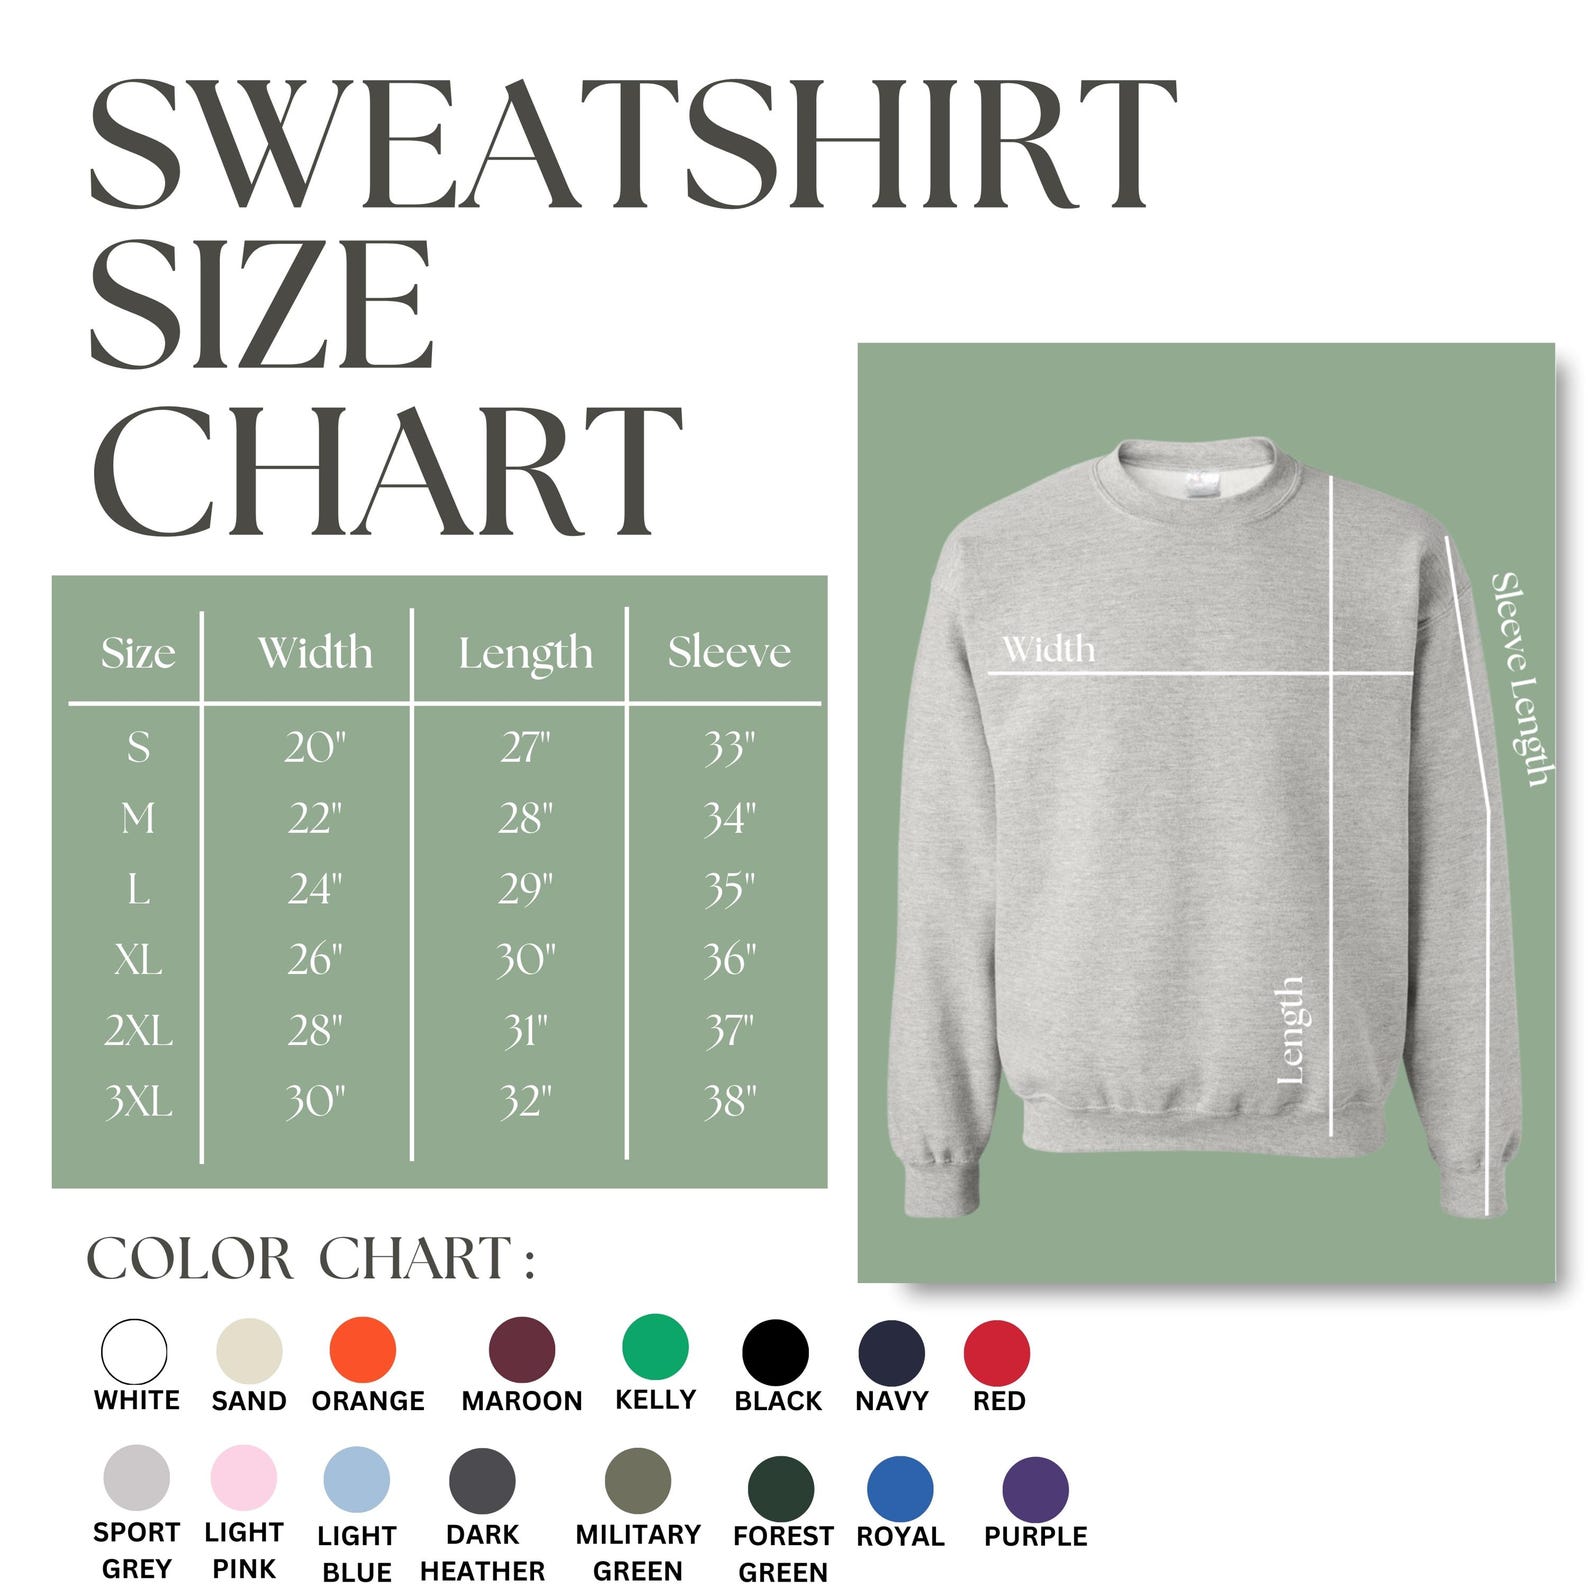 SWEATSHIRT
SIZE
CHART
Size Width Length Sleeve
S 20" 27" 33"
M 22" 28" 34"
L 24" 29" 35"
XL 26" 30" 36"
2XL 28" 31" 37"
3XL 30" 32" 38"
Width
Length
Sleeve Length
COLOR CHART :
WHITE SAND ORANGE MAROON KELLY BLACK NAVY RED
SPORT GREY
LIGHT PINK
LIGHT BLUE
DARK HEATHER
MILITARY GREEN
FOREST GREEN
ROYAL
PURPLE